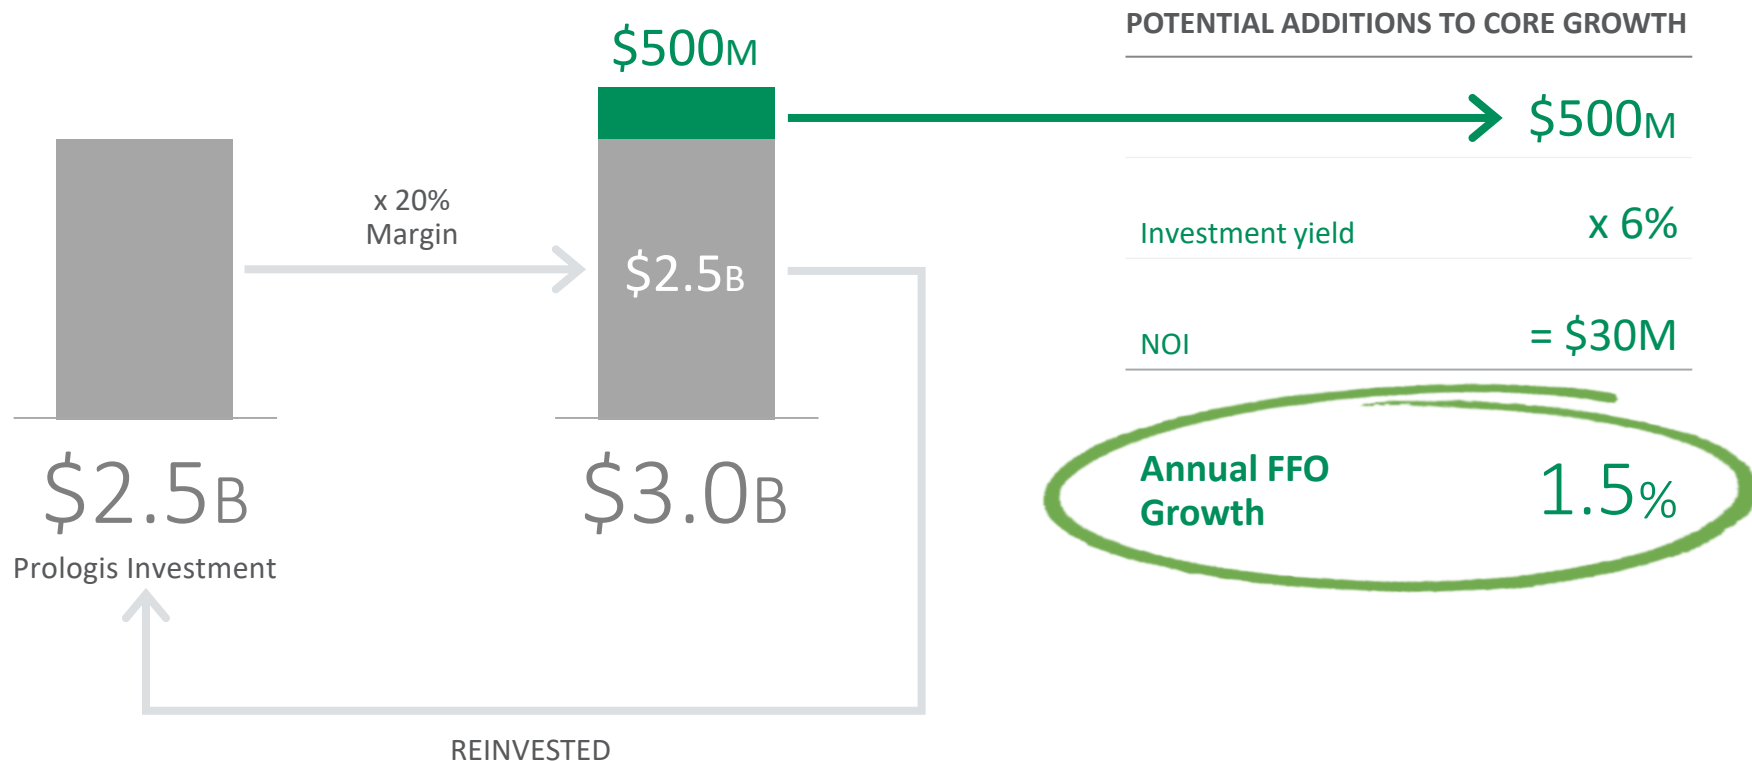 $500M
x 20%
Margin
$2.5B
$2.5B
Prologis Investment
$3.0B
REINVESTED
POTENTIAL ADDITIONS TO CORE GROWTH
$500M
Investment yield x 6%
NOI = $30M
Annual FFO
Growth
1.5%